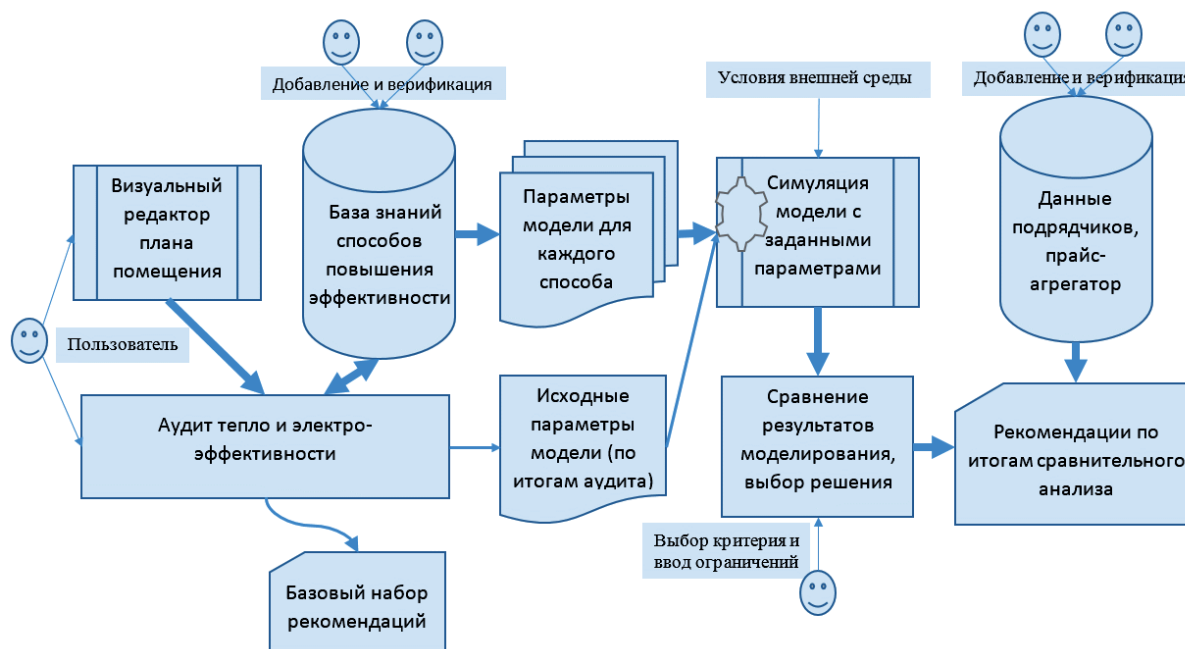 Добавление и верификация
Условия внешней среды
Добавление и верификация
Визуальный
редактор
плана
помещения
База знаний
способов
повышения
эффективности
Параметры
модели для
каждого
способа
Симуляция
модели с
заданными
параметрами
Данные
подрядчиков,
прайс-
агрегатор
Пользователь
Аудит тепло и электро-
эффективности
Исходные
параметры
модели (по
итогам аудита)
Сравнение
результатов
моделирования,
выбор решения
Рекомендации по
итогам сравнительного
анализа
Выбор критерия и
ввод ограничений
Базовый набор
рекомендаций